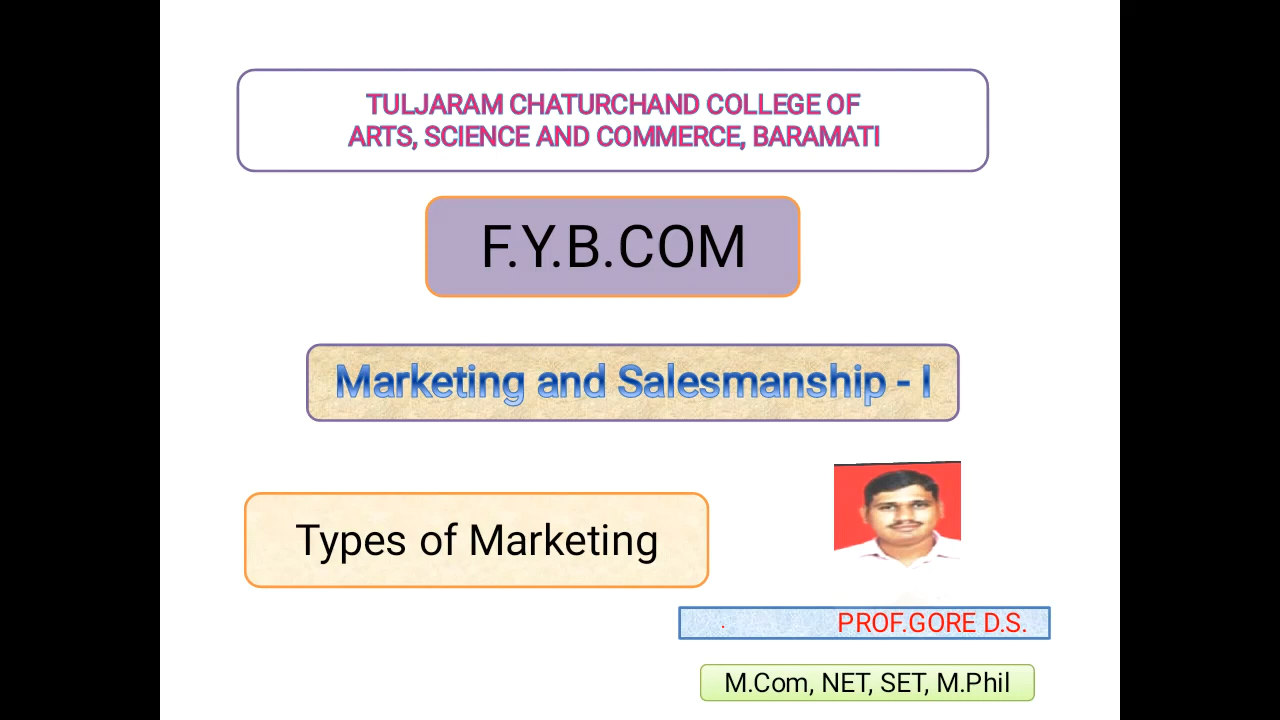 TULJARAM CHATURCHAND COLLEGE OF
ARTS, SCIENCE AND COMMERCE, BARAMATI
F.Y.B.COM
Marketing and Salesmanship - I
Types of Marketing
. PROF.GORE D.S.
M.Com, NET, SET, M.Phil